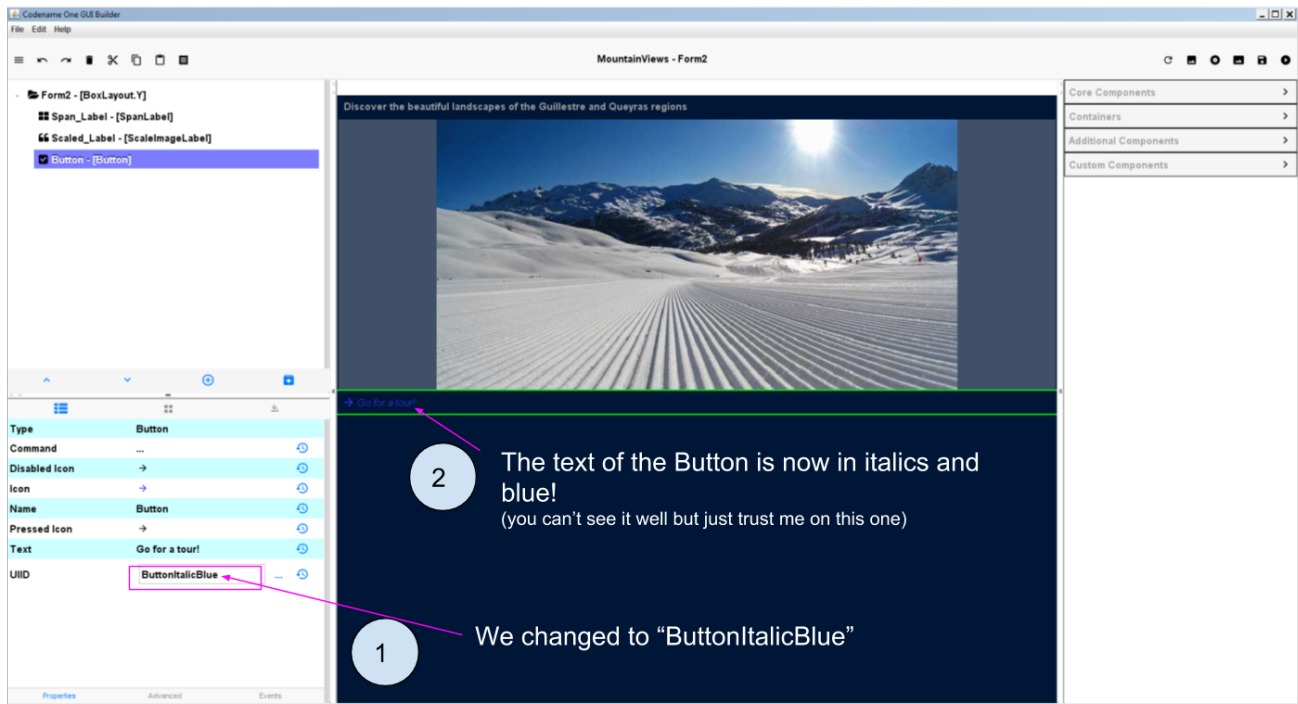 Codename One GUI Builder
File Edit Help
MountainViews - Form2
- Form2 - [BoxLayout.Y]
Span_Label - [SpanLabel]
Scaled_Label - [ScaleImageLabel]
Button - [Button]
Discover the beautiful landscapes of the Guillestre and Queyras regions
Core Components
Containers
Additional Components
Custom Components
→ Go for a tour!
Type Button
Command ...
Disabled Icon →
Icon →
Name Button
Pressed Icon →
Text Go for a tour!
UIID ButtonItalicBlue ...
Properties Advanced Events
2
The text of the Button is now in italics and
blue!
(you can’t see it well but just trust me on this one)
1
We changed to “ButtonItalicBlue”